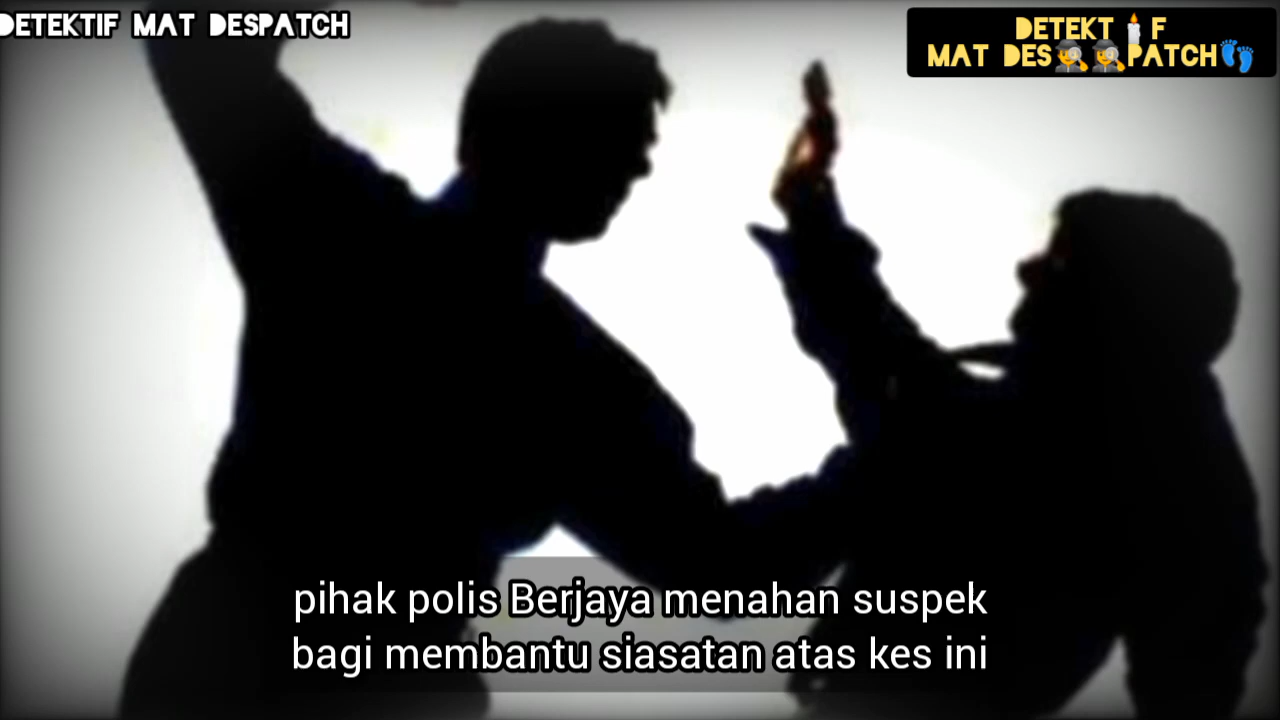 DETEKTIF MAT DESPATCH
DETEKT🕯️F
MAT DES🕵️🕵️PATCH👣
pihak polis Berjaya menahan suspek
bagi membantu siasatan atas kes ini